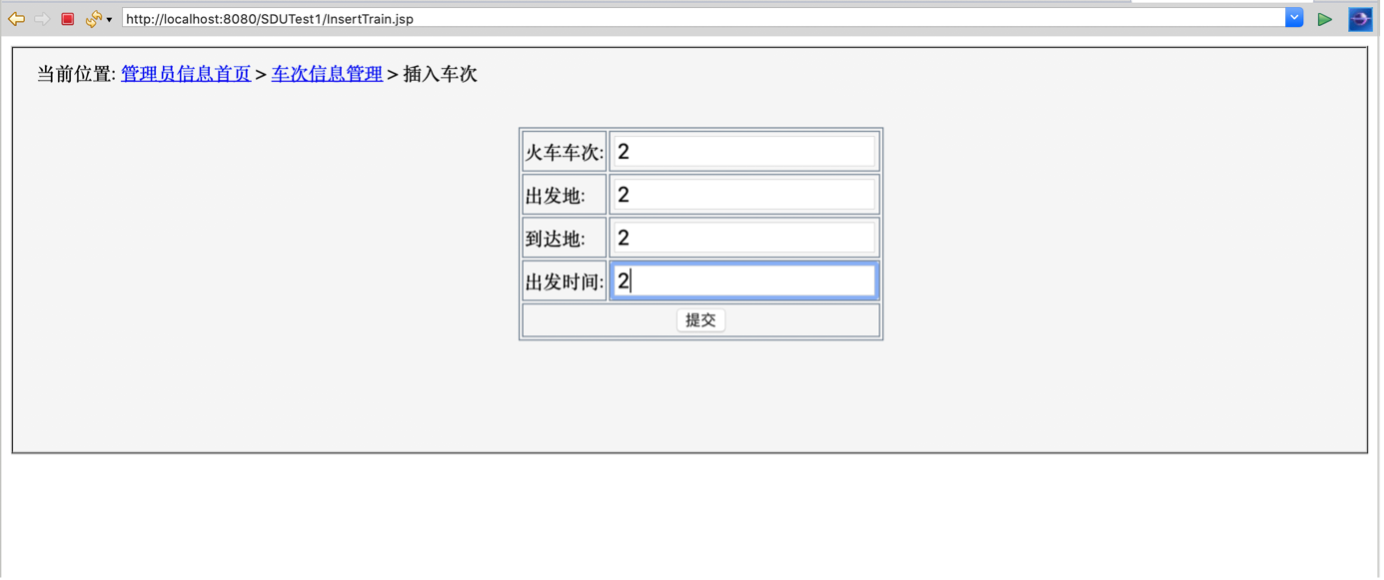 http://localhost:8080/SDUTest1/InsertTrain.jsp
当前位置: 管理员信息首页 > 车次信息管理 > 插入车次
火车车次: 2
出发地: 2
到达地: 2
出发时间: 2
提交